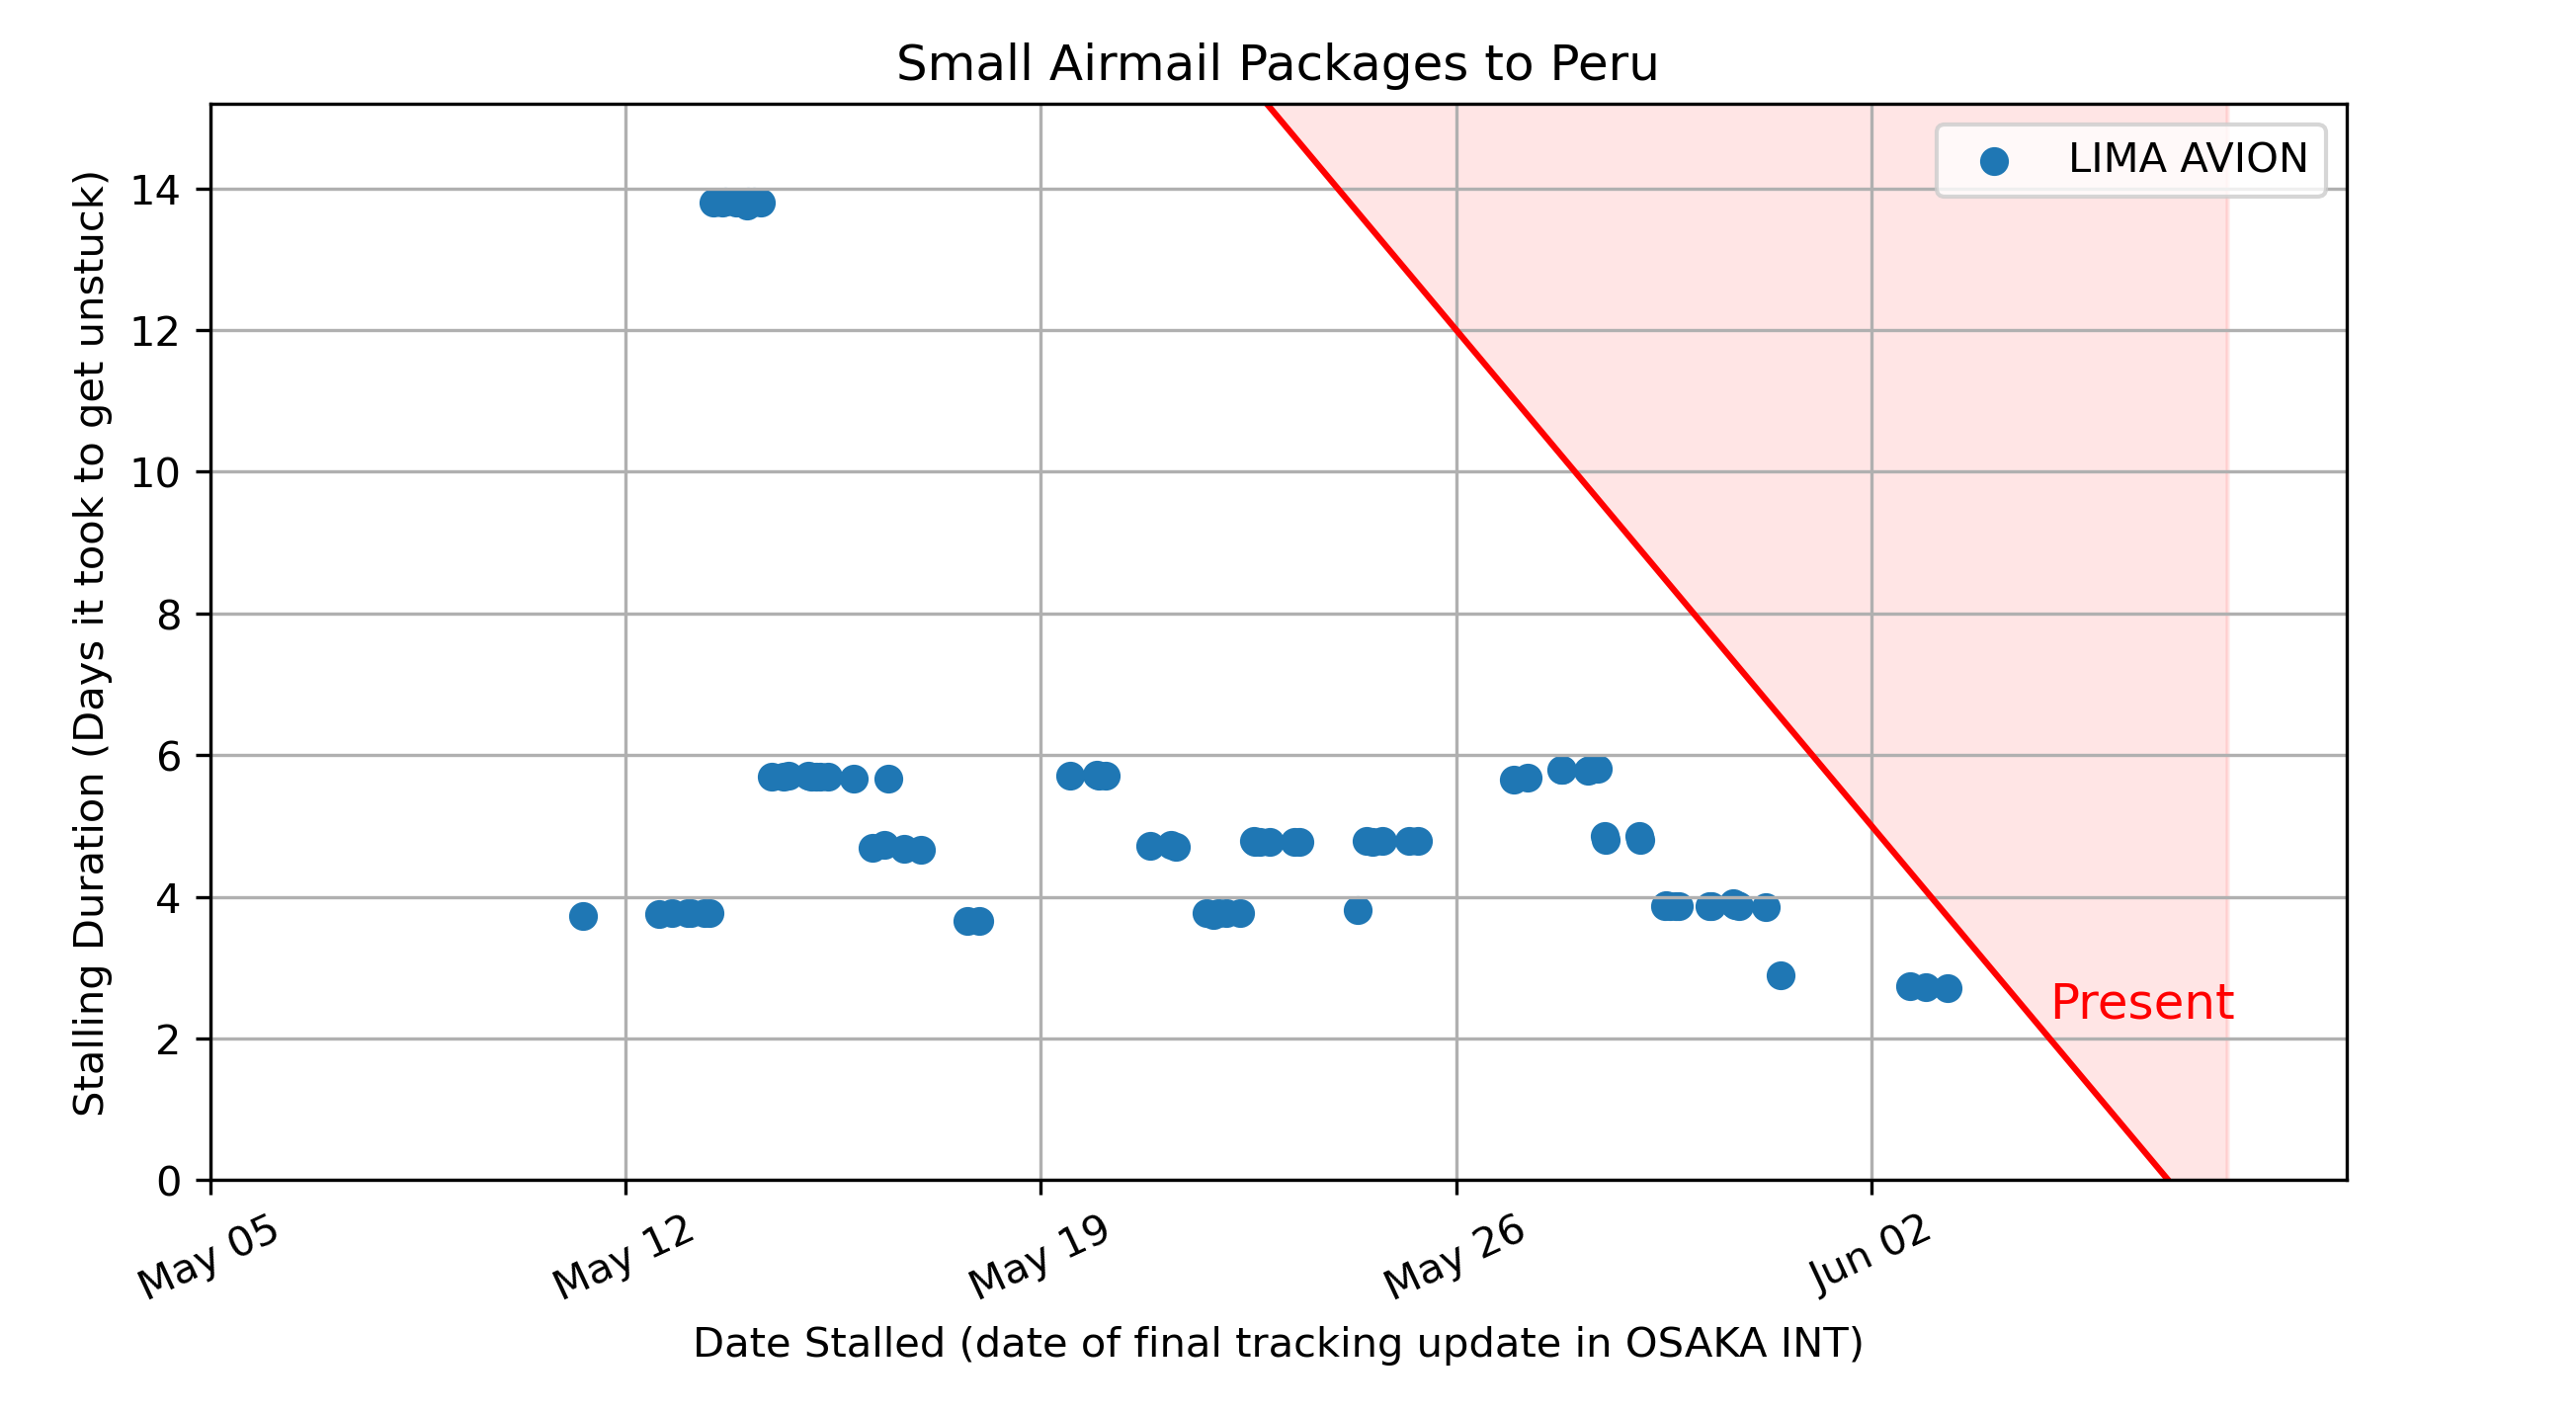 Small Airmail Packages to Peru
LIMA AVION
Stalling Duration (Days it took to get unstuck)
14
12
10
8
6
4
2
0
Present
May 05
May 12
May 19
May 26
Jun 02
Date Stalled (date of final tracking update in OSAKA INT)